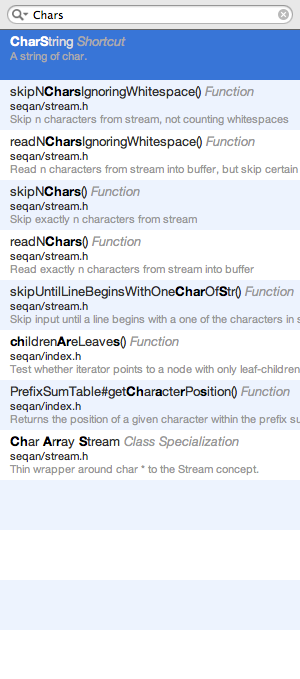 Chars
CharString Shortcut
A string of char.
skipNCharsIgnoringWhitespace() Function
seqan/stream.h
Skip n characters from stream, not counting whitespaces
readNCharsIgnoringWhitespace() Function
seqan/stream.h
Read n characters from stream into buffer, but skip certain
skipNChars() Function
seqan/stream.h
Skip exactly n characters from stream
readNChars() Function
seqan/stream.h
Read exactly n characters from stream into buffer
skipUntilLineBeginsWithOneCharOfStr() Function
seqan/stream.h
Skip input until a line begins with a one of the characters in s
childrenAreLeaves() Function
seqan/index.h
Test whether iterator points to a node with only leaf-children
PrefixSumTable#getCharacterPosition() Function
seqan/index.h
Returns the position of a given character within the prefix su
Char Array Stream Class Specialization
seqan/stream.h
Thin wrapper around char * to the Stream concept.